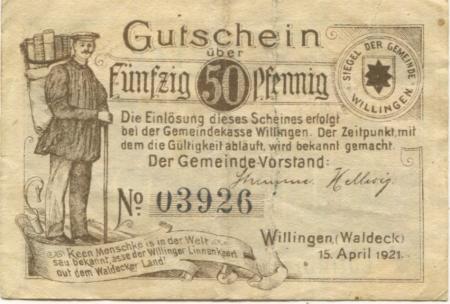 Gutschein
über
Fünfzig 50 Pfennig
SIEGEL DER GEMEINDE
WILLINGEN.
Die Einlösung dieses Scheines erfolgt
bei der Gemeindekasse Willingen. Der Zeitpunkt, mit
dem die Gültigkeit abläuft, wird bekannt gemacht.
Der Gemeinde-Vorstand:
Hellwig.
No. 03926
Keen Menschke is in der Welt
sau bekannt, asse der Willinger Linnenkeerl
out dem Waldecker Land!
Willingen, (Waldeck)
15. April 1921.